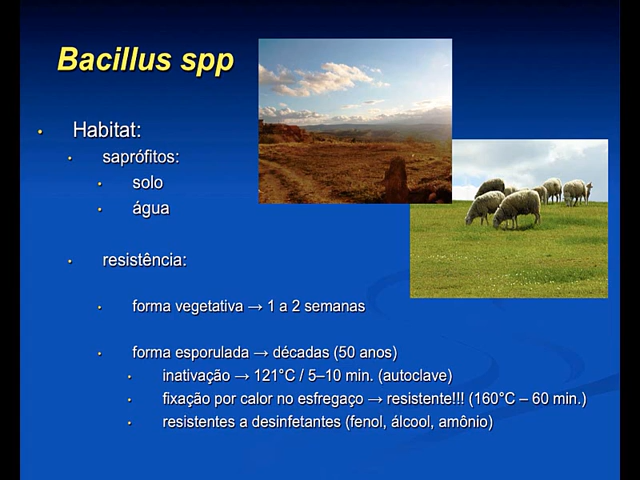 Bacillus spp
• Habitat:
• saprófitos:
• solo
• água
• resistência:
• forma vegetativa → 1 a 2 semanas
• forma esporulada → décadas (50 anos)
• inativação → 121°C / 5–10 min. (autoclave)
• fixação por calor no esfregaço → resistente!!! (160°C – 60 min.)
• resistentes a desinfetantes (fenol, álcool, amônio)